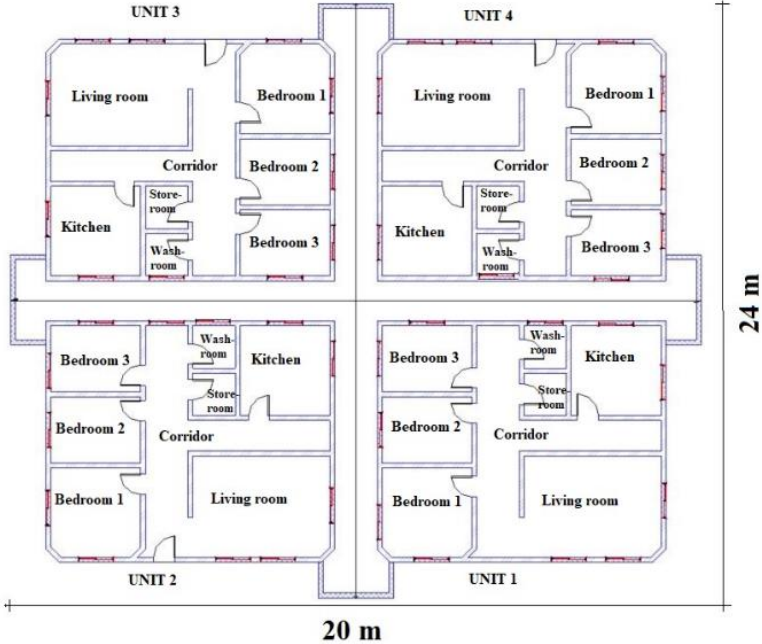 UNIT 3
UNIT 4
Living room
Bedroom 1
Living room
Bedroom 1
Corridor
Bedroom 2
Corridor
Bedroom 2
Store-
room
Store-
room
Kitchen
Bedroom 3
Kitchen
Bedroom 3
Wash-
room
Wash-
room
24 m
Bedroom 3
Wash-
room
Kitchen
Bedroom 3
Wash-
room
Kitchen
Store-
room
Store-
room
Bedroom 2
Corridor
Bedroom 2
Corridor
Bedroom 1
Living room
Bedroom 1
Living room
UNIT 2
UNIT 1
20 m